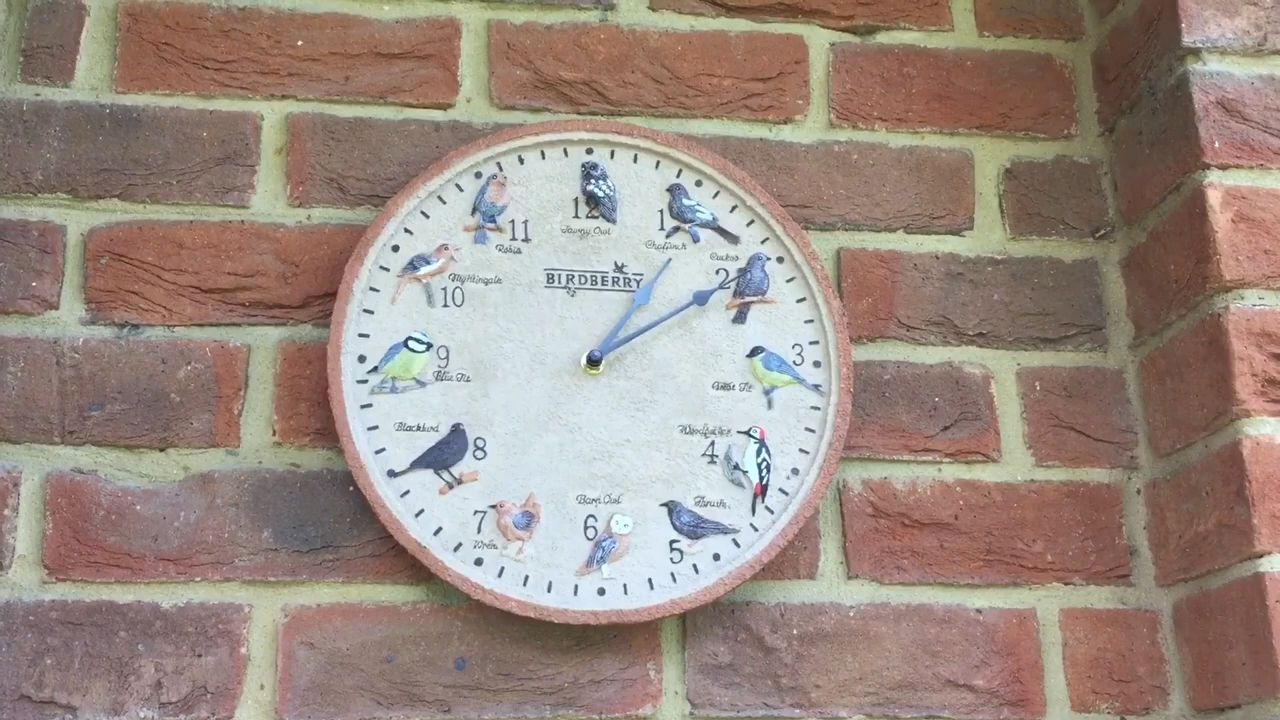 12
Tawny Owl
1
Chaffinch
Cuckoo
2
3
Great Tit
Woodpecker
4
Thrush
5
Barn Owl
6
7
Wren
Blackbird
8
9
Blue Tit
Nightingale
10
11
Robin
BIRDBERRY